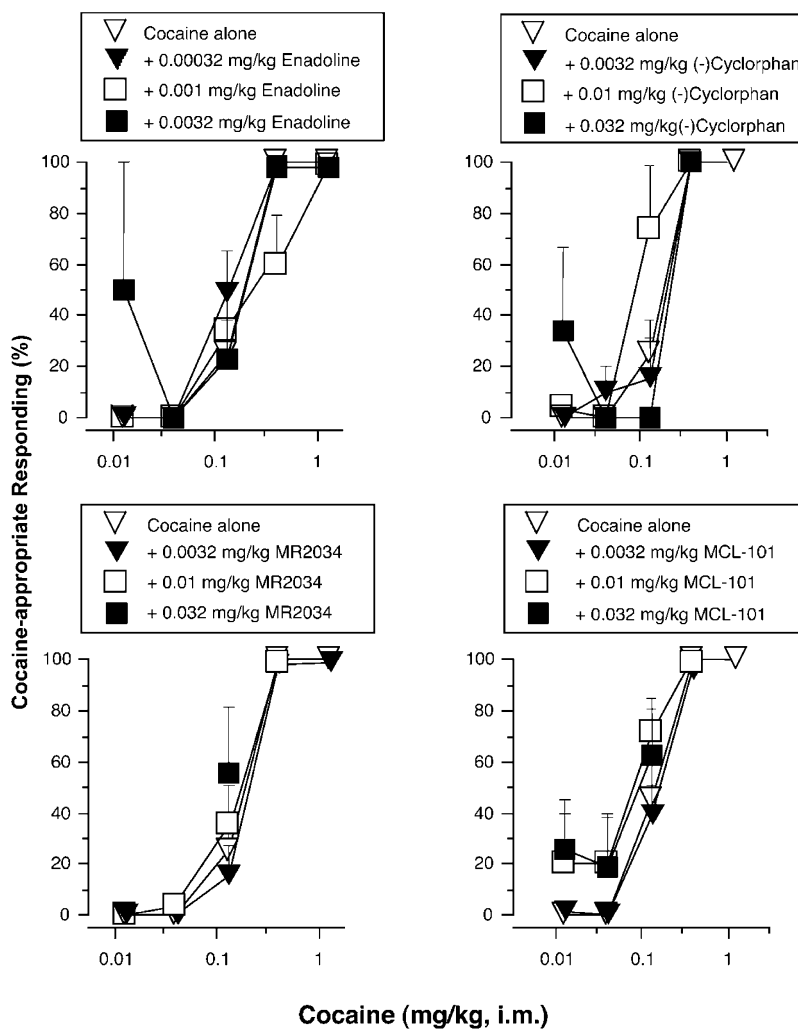 Cocaine alone
+ 0.00032 mg/kg Enadoline
+ 0.001 mg/kg Enadoline
+ 0.0032 mg/kg Enadoline
100
80
60
40
20
0
0.01 0.1 1
Cocaine alone
+ 0.0032 mg/kg (-)Cyclorphan
+ 0.01 mg/kg (-)Cyclorphan
+ 0.032 mg/kg(-)Cyclorphan
100
80
60
40
20
0
0.01 0.1 1
Cocaine-appropriate Responding (%)
Cocaine alone
+ 0.0032 mg/kg MR2034
+ 0.01 mg/kg MR2034
+ 0.032 mg/kg MR2034
100
80
60
40
20
0
0.01 0.1 1
Cocaine alone
+ 0.0032 mg/kg MCL-101
+ 0.01 mg/kg MCL-101
+ 0.032 mg/kg MCL-101
100
80
60
40
20
0
0.01 0.1 1
Cocaine (mg/kg, i.m.)